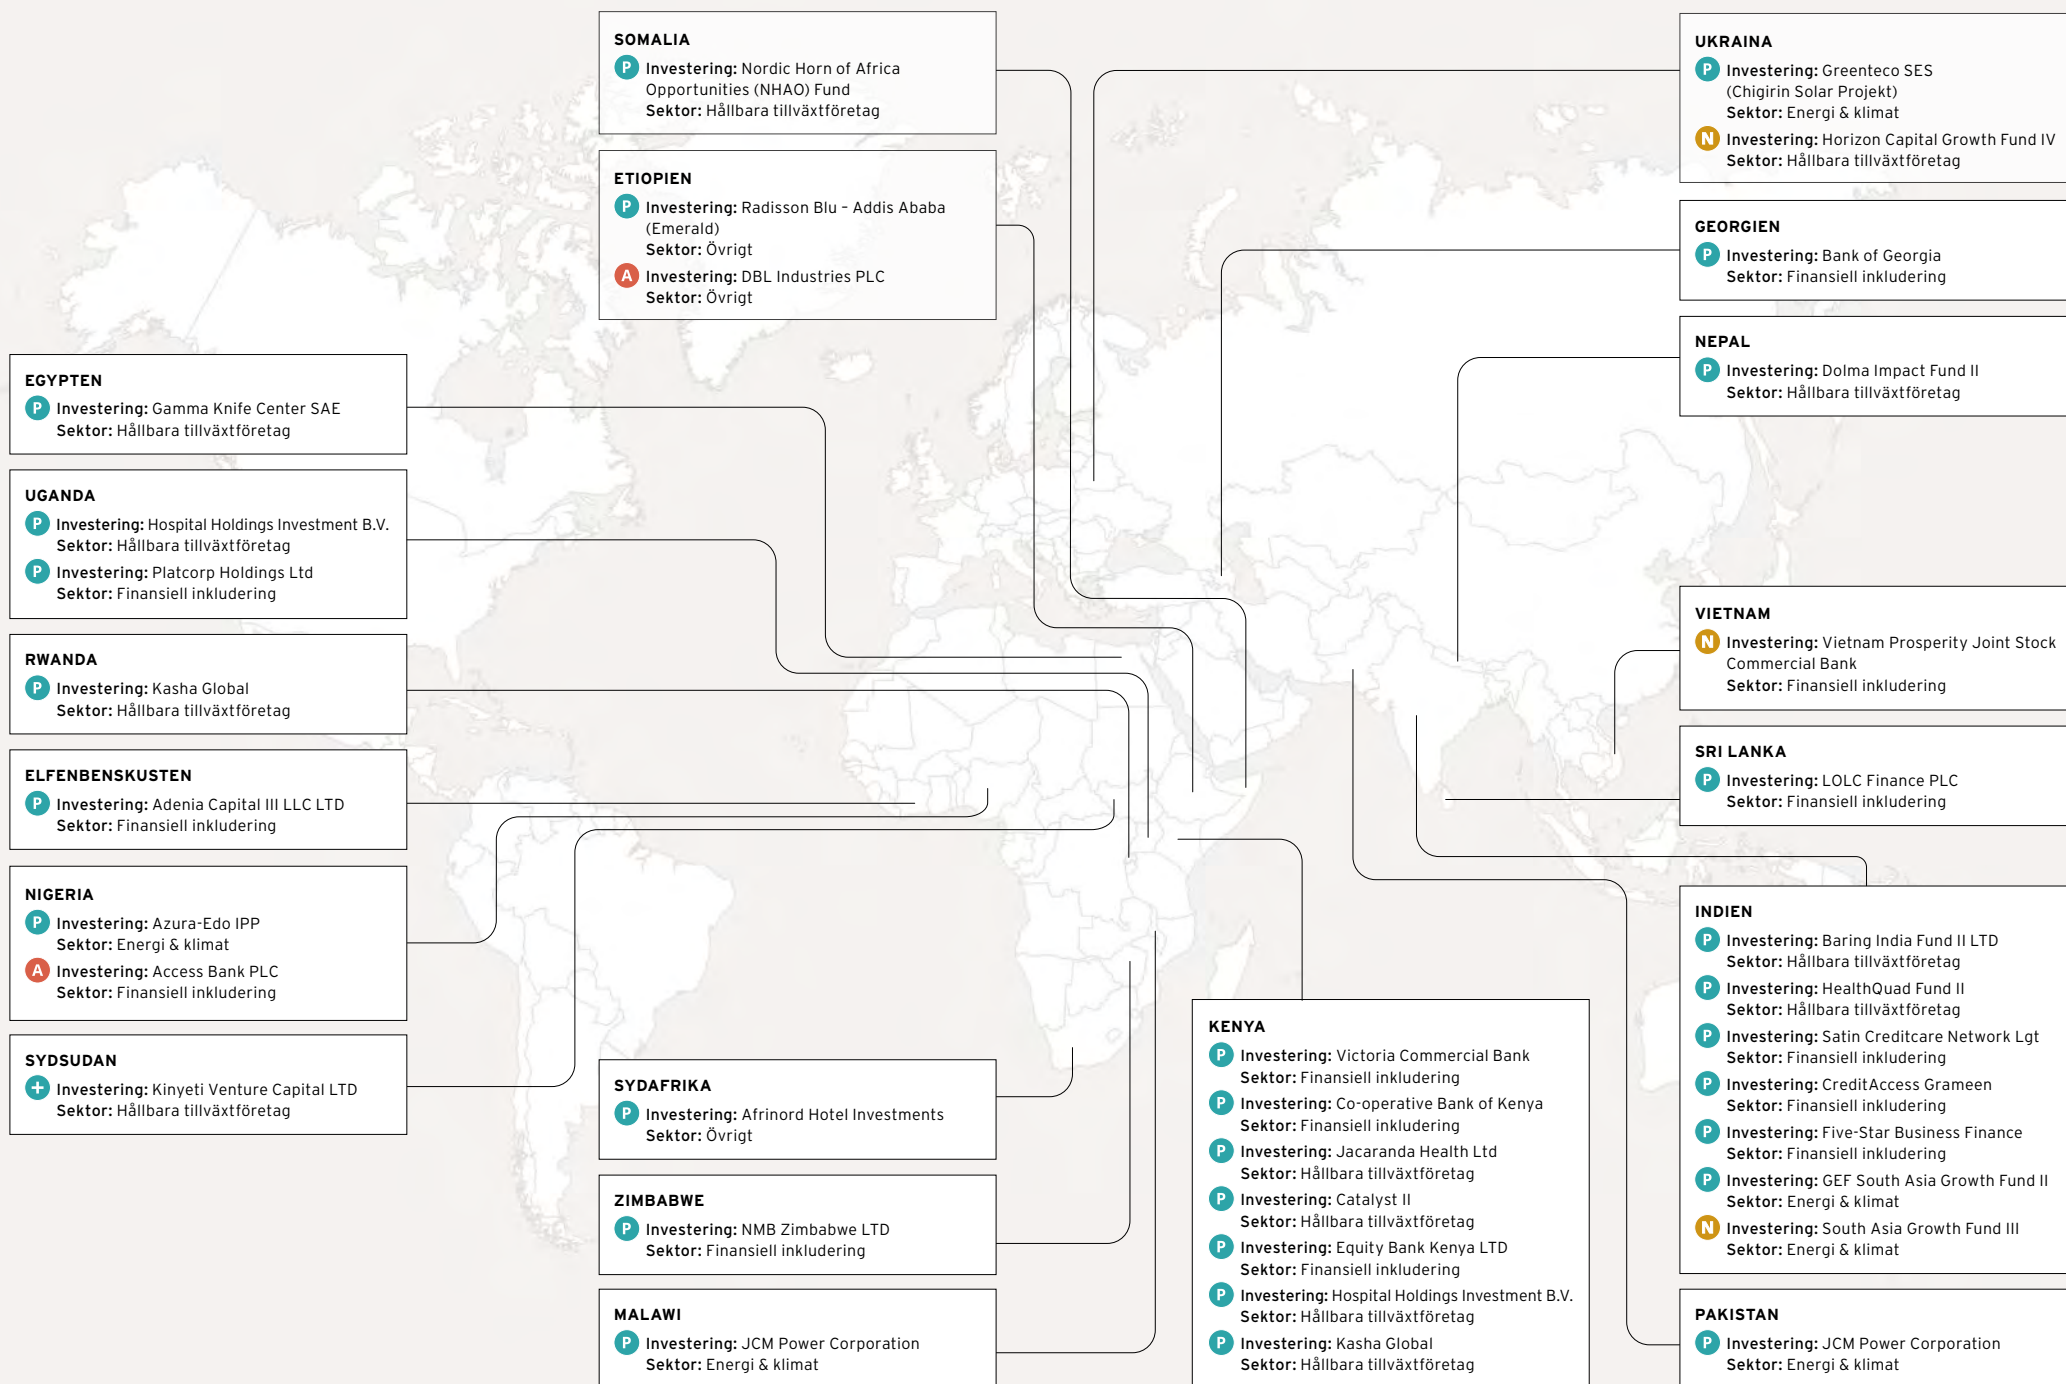 SOMALIA
P Investering: Nordic Horn of Africa
Opportunities (NHAO) Fund
Sektor: Hållbara tillväxtföretag
ETIOPIEN
P Investering: Radisson Blu – Addis Ababa
(Emerald)
Sektor: Övrigt
A Investering: DBL Industries PLC
Sektor: Övrigt
EGYPTEN
P Investering: Gamma Knife Center SAE
Sektor: Hållbara tillväxtföretag
UGANDA
P Investering: Hospital Holdings Investment B.V.
Sektor: Hållbara tillväxtföretag
P Investering: Platcorp Holdings Ltd
Sektor: Finansiell inkludering
RWANDA
P Investering: Kasha Global
Sektor: Hållbara tillväxtföretag
ELFENBENSKUSTEN
P Investering: Adenia Capital III LLC LTD
Sektor: Finansiell inkludering
NIGERIA
P Investering: Azura-Edo IPP
Sektor: Energi & klimat
A Investering: Access Bank PLC
Sektor: Finansiell inkludering
SYDSUDAN
+ Investering: Kinyeti Venture Capital LTD
Sektor: Hållbara tillväxtföretag
SYDAFRIKA
P Investering: Afrinord Hotel Investments
Sektor: Övrigt
ZIMBABWE
P Investering: NMB Zimbabwe LTD
Sektor: Finansiell inkludering
MALAWI
P Investering: JCM Power Corporation
Sektor: Energi & klimat
KENYA
P Investering: Victoria Commercial Bank
Sektor: Finansiell inkludering
P Investering: Co-operative Bank of Kenya
Sektor: Finansiell inkludering
P Investering: Jacaranda Health Ltd
Sektor: Hållbara tillväxtföretag
P Investering: Catalyst II
Sektor: Hållbara tillväxtföretag
P Investering: Equity Bank Kenya LTD
Sektor: Finansiell inkludering
P Investering: Hospital Holdings Investment B.V.
Sektor: Hållbara tillväxtföretag
P Investering: Kasha Global
Sektor: Hållbara tillväxtföretag
UKRAINA
P Investering: Greenteco SES
(Chigirin Solar Projekt)
Sektor: Energi & klimat
N Investering: Horizon Capital Growth Fund IV
Sektor: Hållbara tillväxtföretag
GEORGIEN
P Investering: Bank of Georgia
Sektor: Finansiell inkludering
NEPAL
P Investering: Dolma Impact Fund II
Sektor: Hållbara tillväxtföretag
VIETNAM
N Investering: Vietnam Prosperity Joint Stock
Commercial Bank
Sektor: Finansiell inkludering
SRI LANKA
P Investering: LOLC Finance PLC
Sektor: Finansiell inkludering
INDIEN
P Investering: Baring India Fund II LTD
Sektor: Hållbara tillväxtföretag
P Investering: HealthQuad Fund II
Sektor: Hållbara tillväxtföretag
P Investering: Satin Creditcare Network Lgt
Sektor: Finansiell inkludering
P Investering: CreditAccess Grameen
Sektor: Finansiell inkludering
P Investering: Five-Star Business Finance
Sektor: Finansiell inkludering
P Investering: GEF South Asia Growth Fund II
Sektor: Energi & klimat
N Investering: South Asia Growth Fund III
Sektor: Energi & klimat
PAKISTAN
P Investering: JCM Power Corporation
Sektor: Energi & klimat